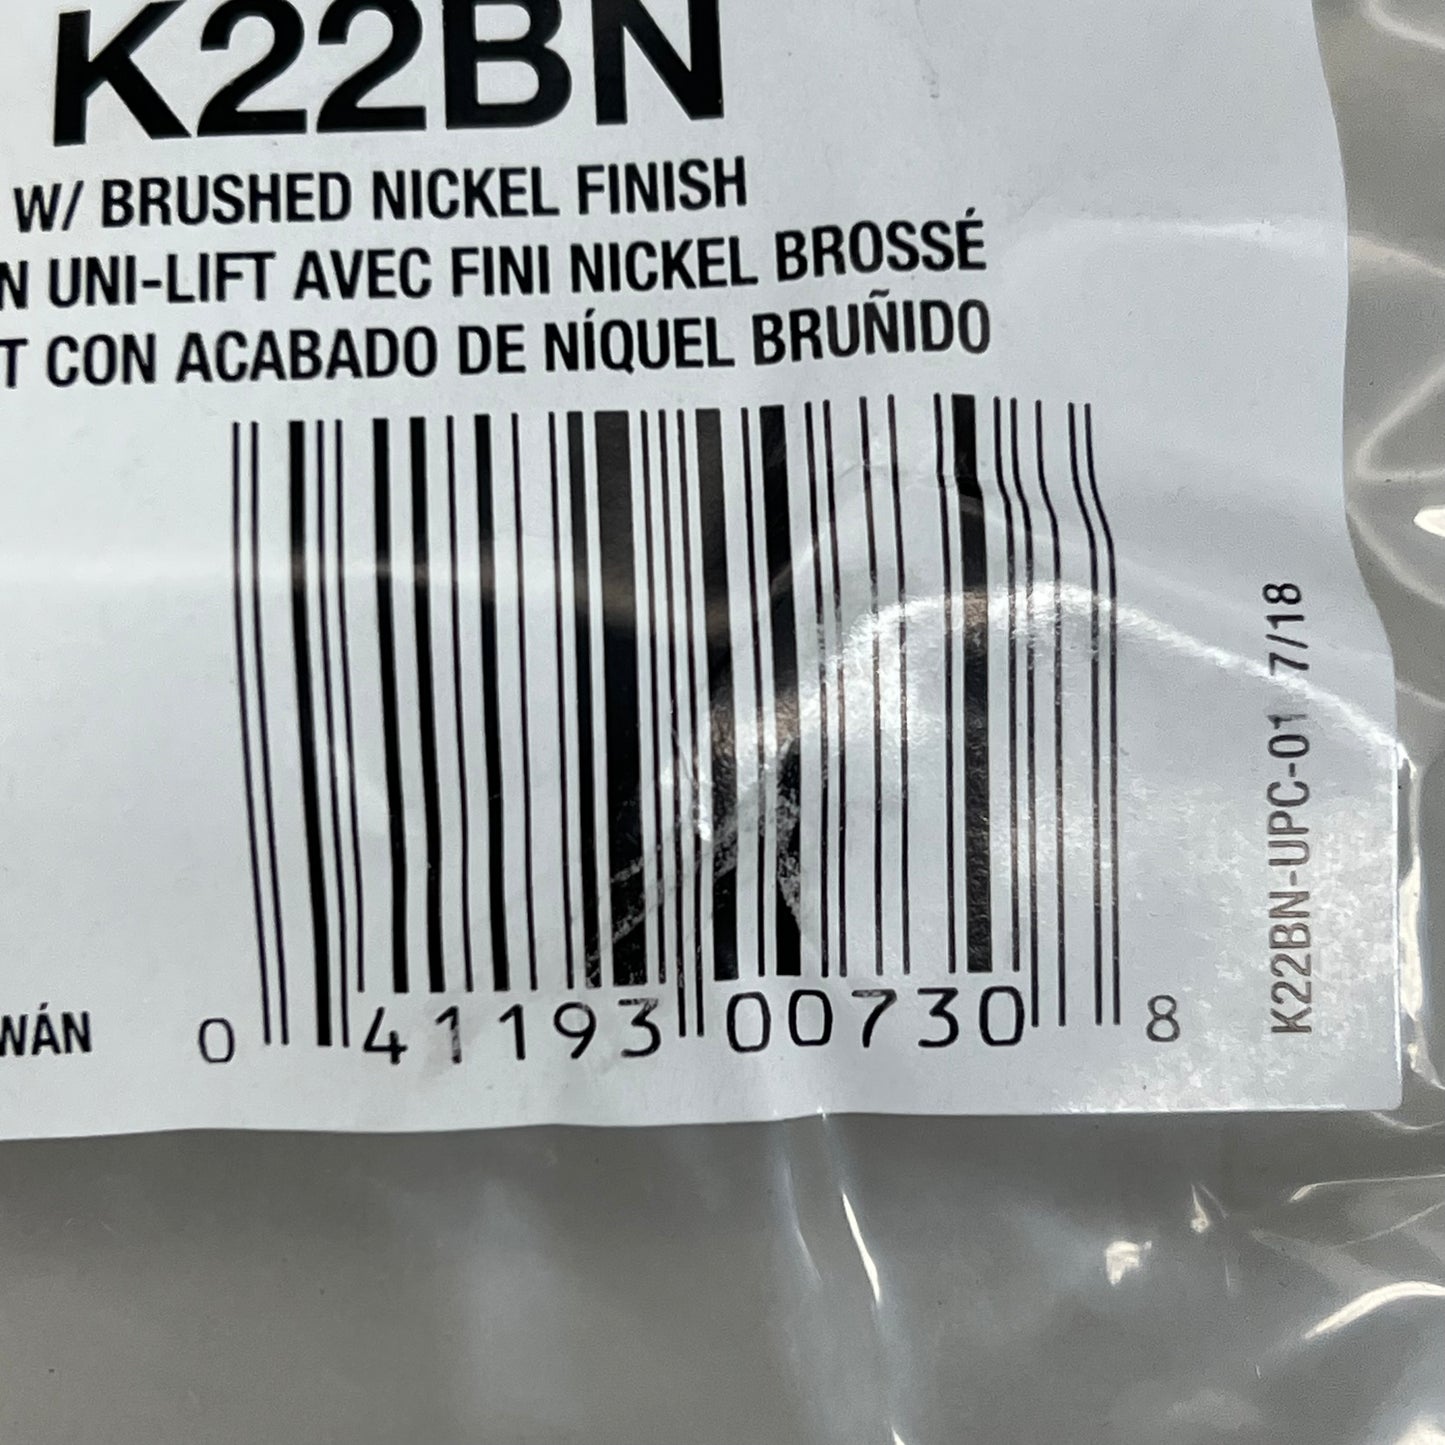 K22BN
W/ BRUSHED NICKEL FINISH
N UNI-LIFT AVEC FINI NICKEL BROSSÉ
T CON ACABADO DE NÍQUEL BRUÑIDO
WÁN
0 41193 00730 8
K22BN-UPC-01 7/18